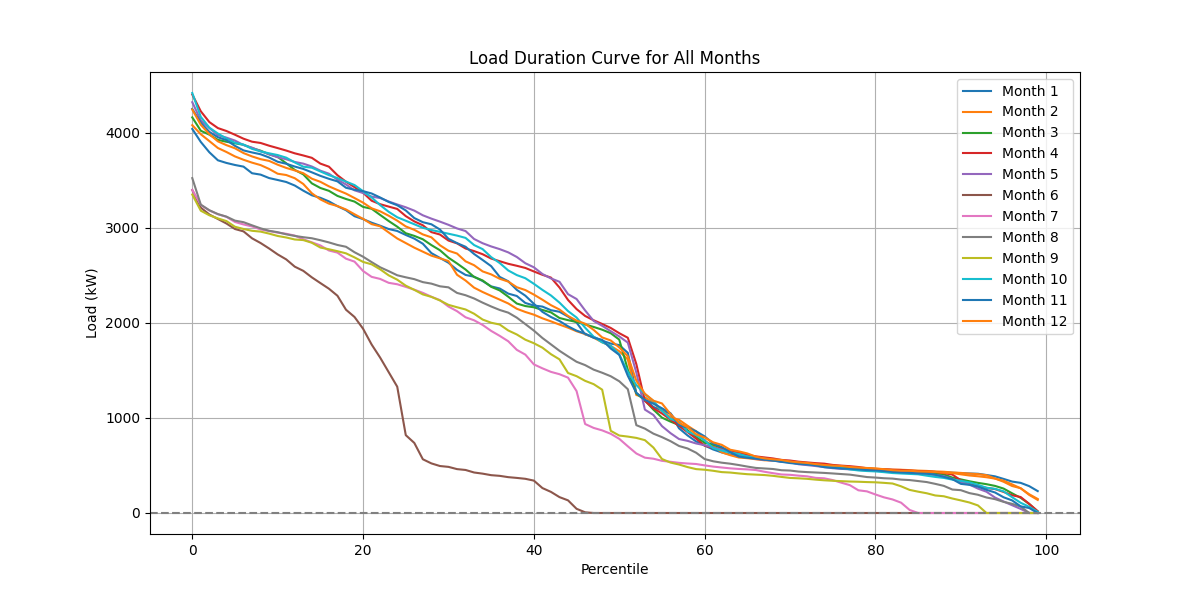 Load Duration Curve for All Months
Load (kW)
4000
3000
2000
1000
0
0
20
40
60
80
100
Percentile
Month 1
Month 2
Month 3
Month 4
Month 5
Month 6
Month 7
Month 8
Month 9
Month 10
Month 11
Month 12